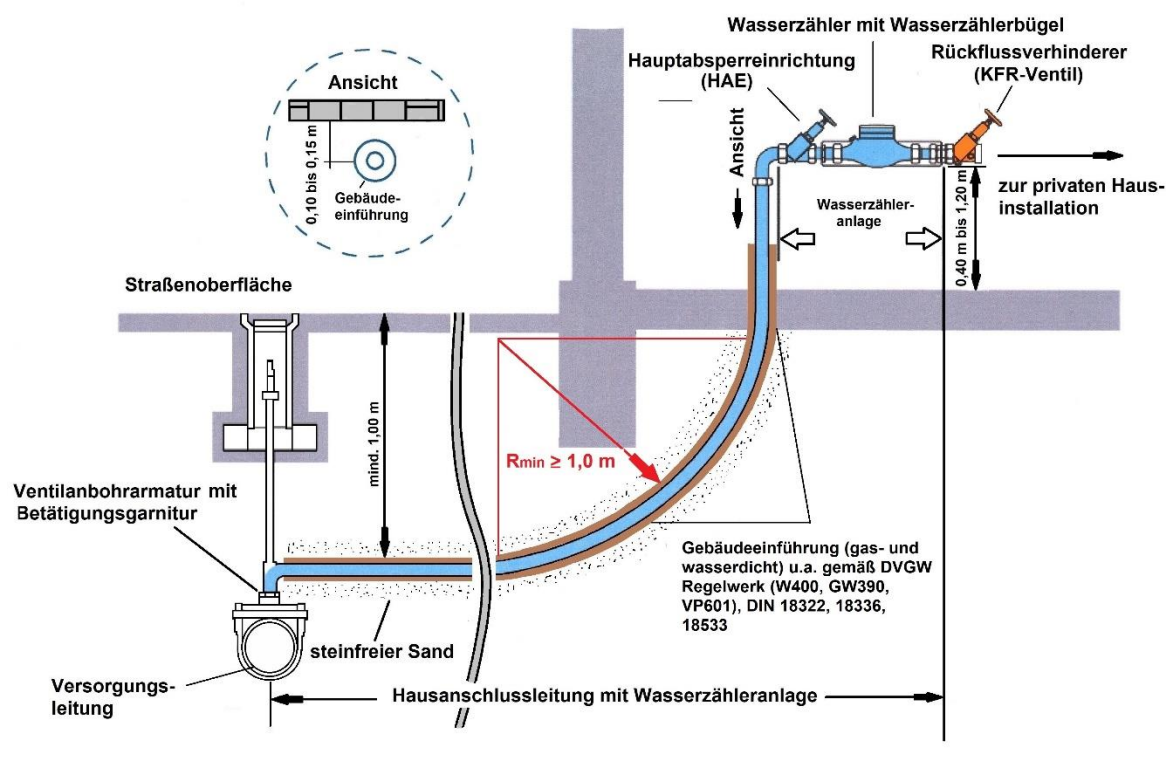 Wasserzähler mit Wasserzählerbügel
Hauptabsperreinrichtung
(HAE)
Rückflussverhinderer
(KFR-Ventil)
Ansicht
0,10 bis 0,15 m
Gebäude-
einführung
Ansicht
zur privaten Haus-
installation
Wasserzähler-
anlage
0,40 m bis 1,20 m
Straßenoberfläche
mind. 1,00 m
Rmin ≥ 1,0 m
Ventilanbohrarmatur mit
Betätigungsgarnitur
Gebäudeeinführung (gas- und
wasserdicht) u.a. gemäß DVGW
Regelwerk (W400, GW390,
VP601), DIN 18322, 18336,
18533
steinfreier Sand
Versorgungs-
leitung
Hausanschlussleitung mit Wasserzähleranlage